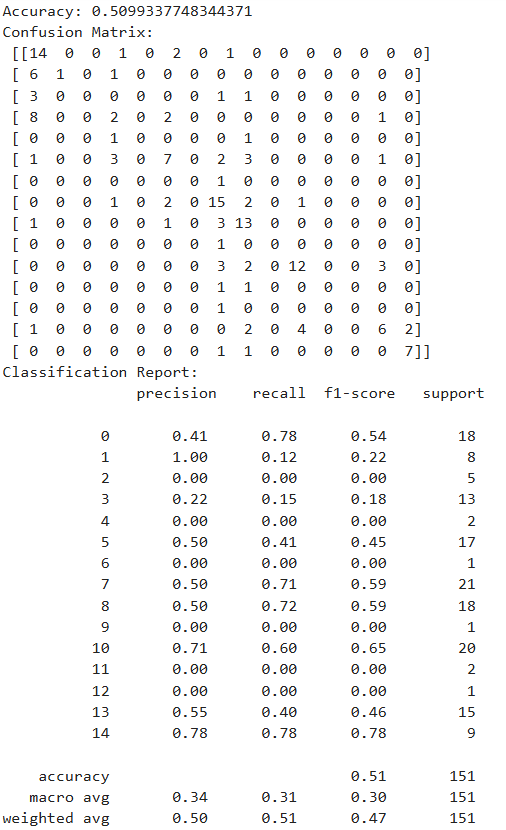 Accuracy: 0.5099337748344371
Confusion Matrix:
[[14 0 0 1 0 2 0 1 0 0 0 0 0 0 0]
[ 6 1 0 1 0 0 0 0 0 0 0 0 0 0 0]
[ 3 0 0 0 0 0 0 1 1 0 0 0 0 0 0]
[ 8 0 0 2 0 2 0 0 0 0 0 0 0 1 0]
[ 0 0 0 1 0 0 0 0 1 0 0 0 0 0 0]
[ 1 0 0 3 0 7 0 2 3 0 0 0 0 1 0]
[ 0 0 0 0 0 0 0 1 0 0 0 0 0 0 0]
[ 0 0 0 1 0 2 0 15 2 0 1 0 0 0 0]
[ 1 0 0 0 0 1 0 3 13 0 0 0 0 0 0]
[ 0 0 0 0 0 0 0 1 0 0 0 0 0 0 0]
[ 0 0 0 0 0 0 0 3 2 0 12 0 0 3 0]
[ 0 0 0 0 0 0 0 1 1 0 0 0 0 0 0]
[ 0 0 0 0 0 0 0 1 0 0 0 0 0 0 0]
[ 1 0 0 0 0 0 0 0 2 0 4 0 0 6 2]
[ 0 0 0 0 0 0 0 1 1 0 0 0 0 0 7]]
Classification Report:
precision recall f1-score support
0 0.41 0.78 0.54 18
1 1.00 0.12 0.22 8
2 0.00 0.00 0.00 5
3 0.22 0.15 0.18 13
4 0.00 0.00 0.00 2
5 0.50 0.41 0.45 17
6 0.00 0.00 0.00 1
7 0.50 0.71 0.59 21
8 0.50 0.72 0.59 18
9 0.00 0.00 0.00 1
10 0.71 0.60 0.65 20
11 0.00 0.00 0.00 2
12 0.00 0.00 0.00 1
13 0.55 0.40 0.46 15
14 0.78 0.78 0.78 9
accuracy 0.51 151
macro avg 0.34 0.31 0.30 151
weighted avg 0.50 0.51 0.47 151